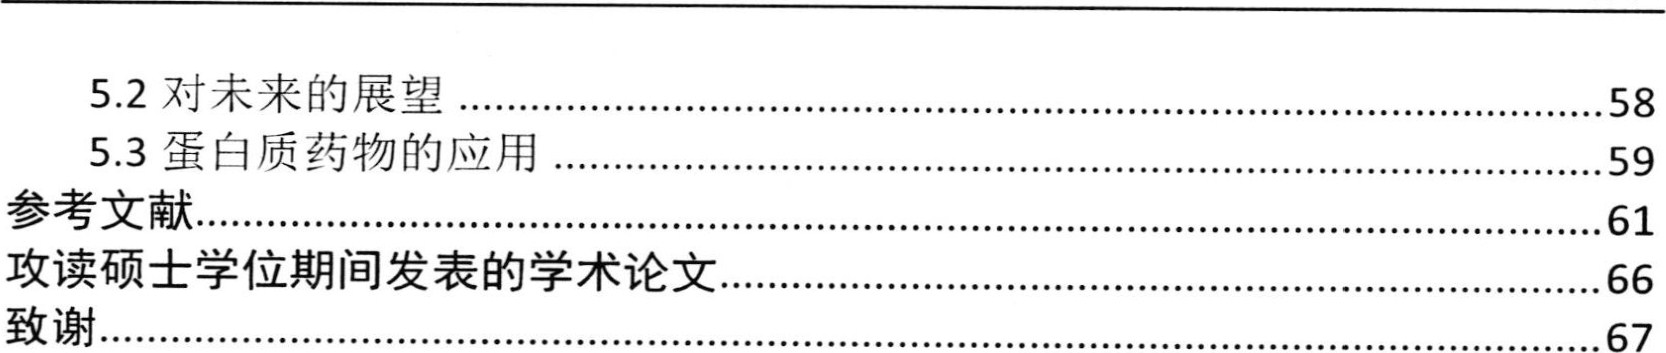 5.2 对未来的展望 ........................................................................................................ 58
5.3 蛋白质药物的应用 ........................................................................................................ 59
参考文献........................................................................................................ 61
攻读硕士学位期间发表的学术论文........................................................................................................ 66
致谢........................................................................................................ 67